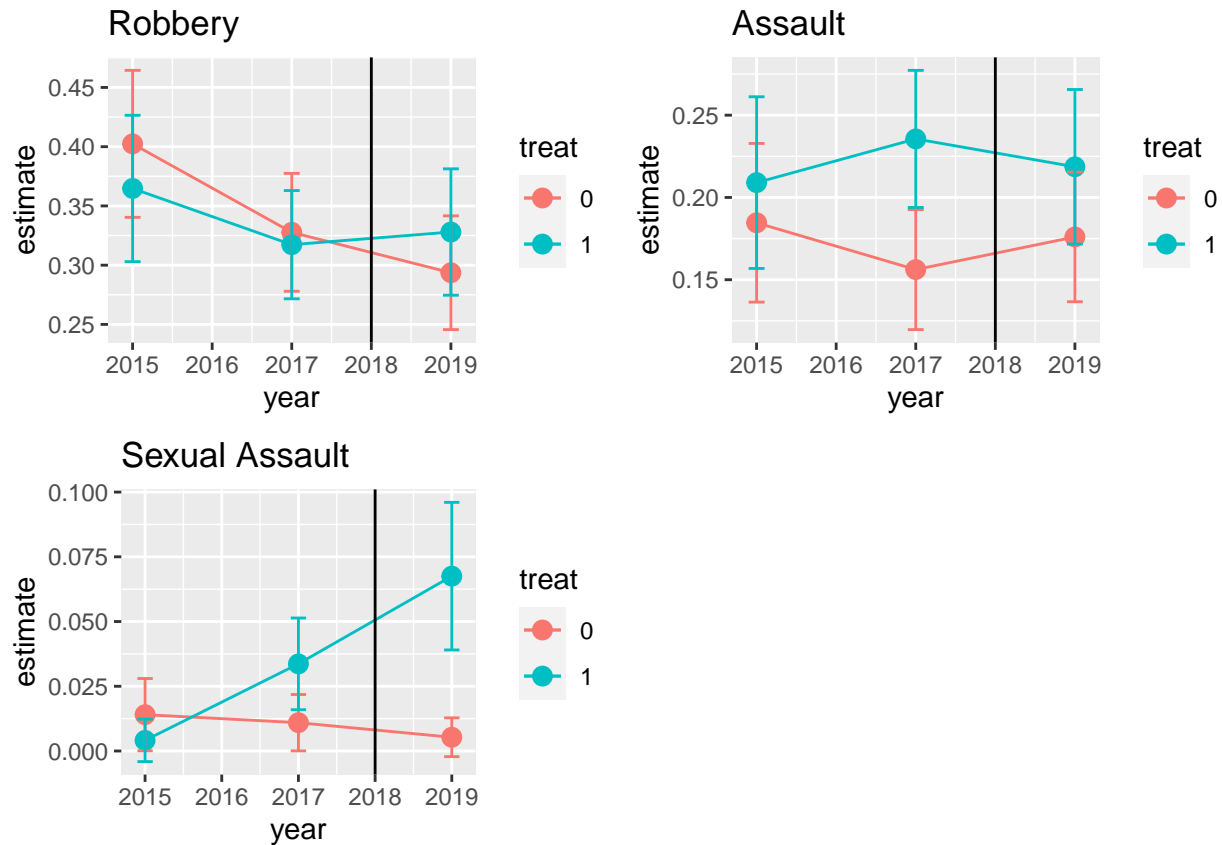 Robbery
0.45
0.40
0.35
0.30
0.25
estimate
2015 2016 2017 2018 2019
year
treat
0
1
Assault
0.25
0.20
0.15
estimate
2015 2016 2017 2018 2019
year
treat
0
1
Sexual Assault
0.100
0.075
0.050
0.025
0.000
estimate
2015 2016 2017 2018 2019
year
treat
0
1